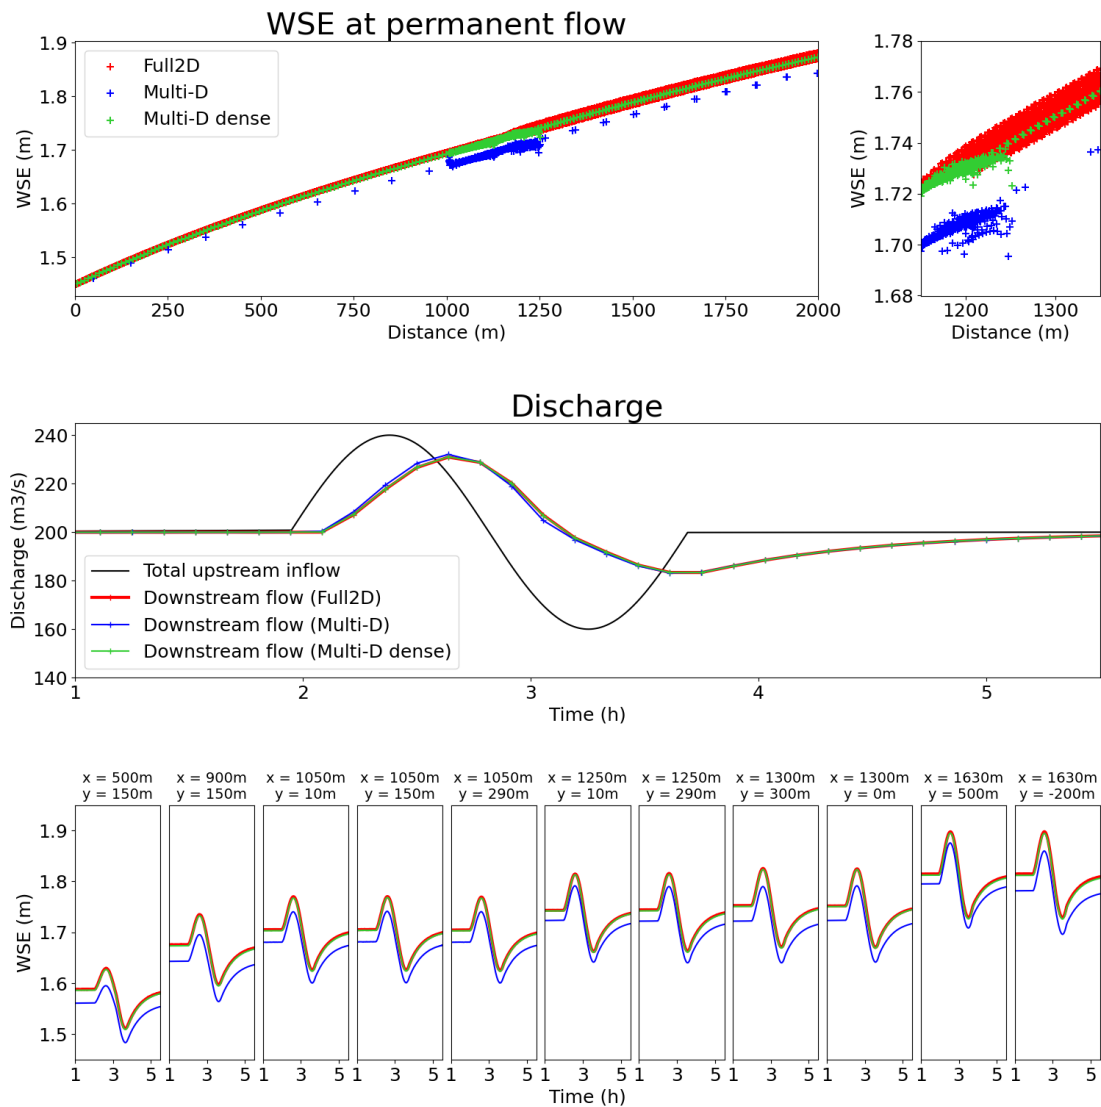 WSE at permanent flow
WSE (m)
1.9
1.8
1.7
1.6
1.5
Full2D
Multi-D
Multi-D dense
0 250 500 750 1000 1250 1500 1750 2000
Distance (m)
WSE (m)
1.78
1.76
1.74
1.72
1.70
1.68
1200 1300
Distance (m)
Discharge
Discharge (m3/s)
240
220
200
180
160
140
Total upstream inflow
Downstream flow (Full2D)
Downstream flow (Multi-D)
Downstream flow (Multi-D dense)
1 2 3 4 5
Time (h)
x = 500m x = 900m x = 1050m x = 1050m x = 1050m x = 1250m x = 1250m x = 1300m x = 1300m x = 1630m x = 1630m
y = 150m y = 150m y = 10m y = 150m y = 290m y = 10m y = 290m y = 300m y = 0m y = 500m y = -200m
WSE (m)
1.9
1.8
1.7
1.6
1.5
1 3 5 1 3 5 1 3 5 1 3 5 1 3 5 1 3 5 1 3 5 1 3 5 1 3 5 1 3 5 1 3 5
Time (h)